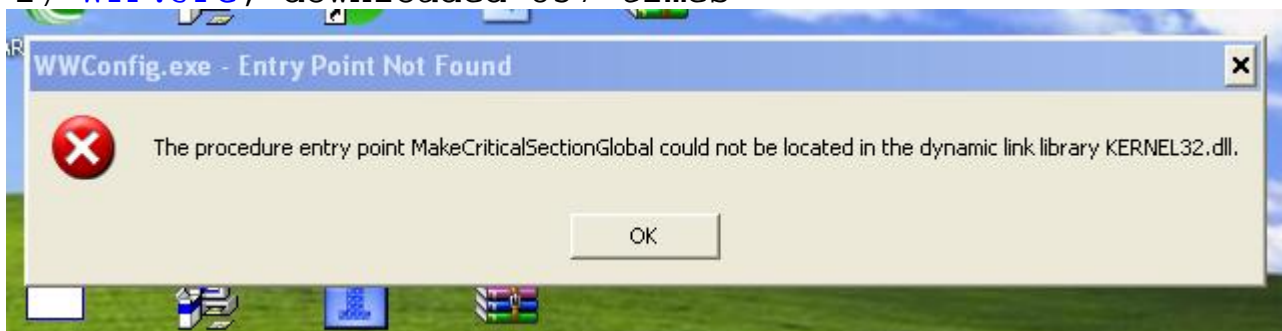 WWConfig.exe - Entry Point Not Found
The procedure entry point MakeCriticalSectionGlobal could not be located in the dynamic link library KERNEL32.dll.
OK